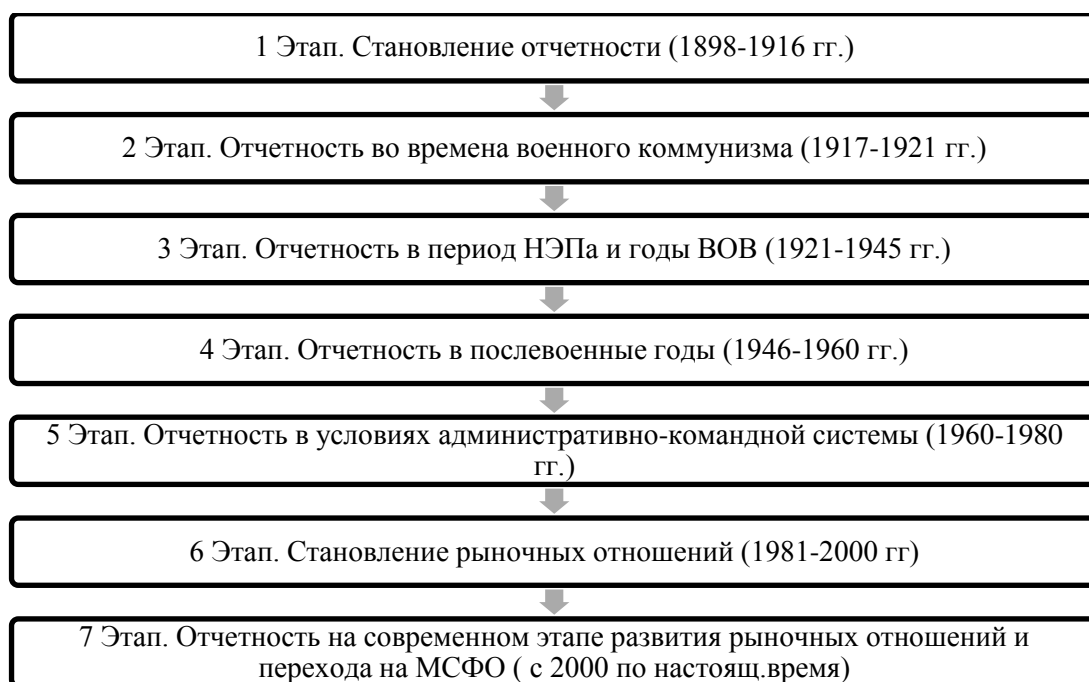 1 Этап. Становление отчетности (1898-1916 гг.)
2 Этап. Отчетность во времена военного коммунизма (1917-1921 гг.)
3 Этап. Отчетность в период НЭПа и годы ВОВ (1921-1945 гг.)
4 Этап. Отчетность в послевоенные годы (1946-1960 гг.)
5 Этап. Отчетность в условиях административно-командной системы (1960-1980
гг.)
6 Этап. Становление рыночных отношений (1981-2000 гг)
7 Этап. Отчетность на современном этапе развития рыночных отношений и
перехода на МСФО ( с 2000 по настоящ.время)